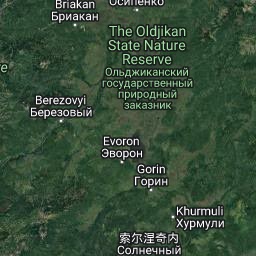 Briakan
Бриакан
Осипенко
The Oldjikan
State Nature
Reserve
Ольджиканский
государственный
природный
заказник
Berezovyi
Березовый
Evoron
Эворон
Gorin
Горин
Khurmuli
Хурмули
索尔涅奇内
Солнечный